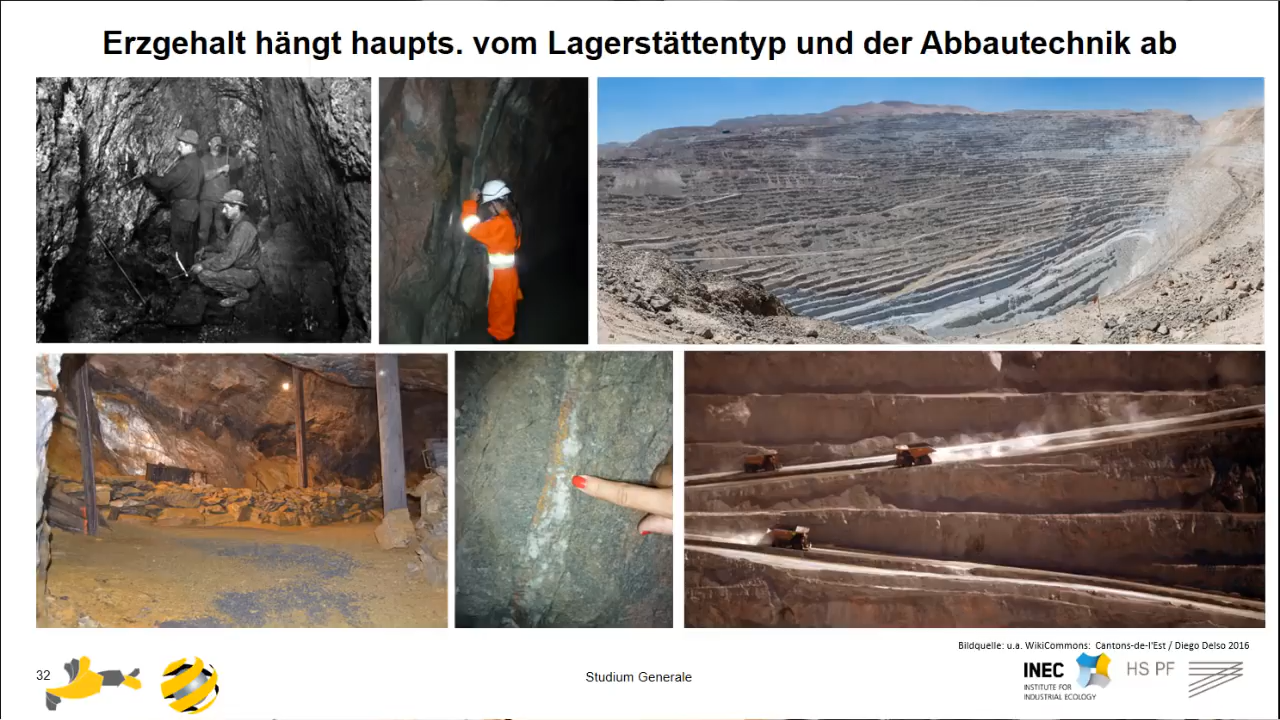 Erzgehalt hängt haupts. vom Lagerstättentyp und der Abbautechnik ab
Bildquelle: u.a. WikiCommons: Cantons-de-l'Est / Diego Delso 2016
32
Studium Generale
INEC
INSTITUTE FOR
INDUSTRIAL ECOLOGY
HS PF